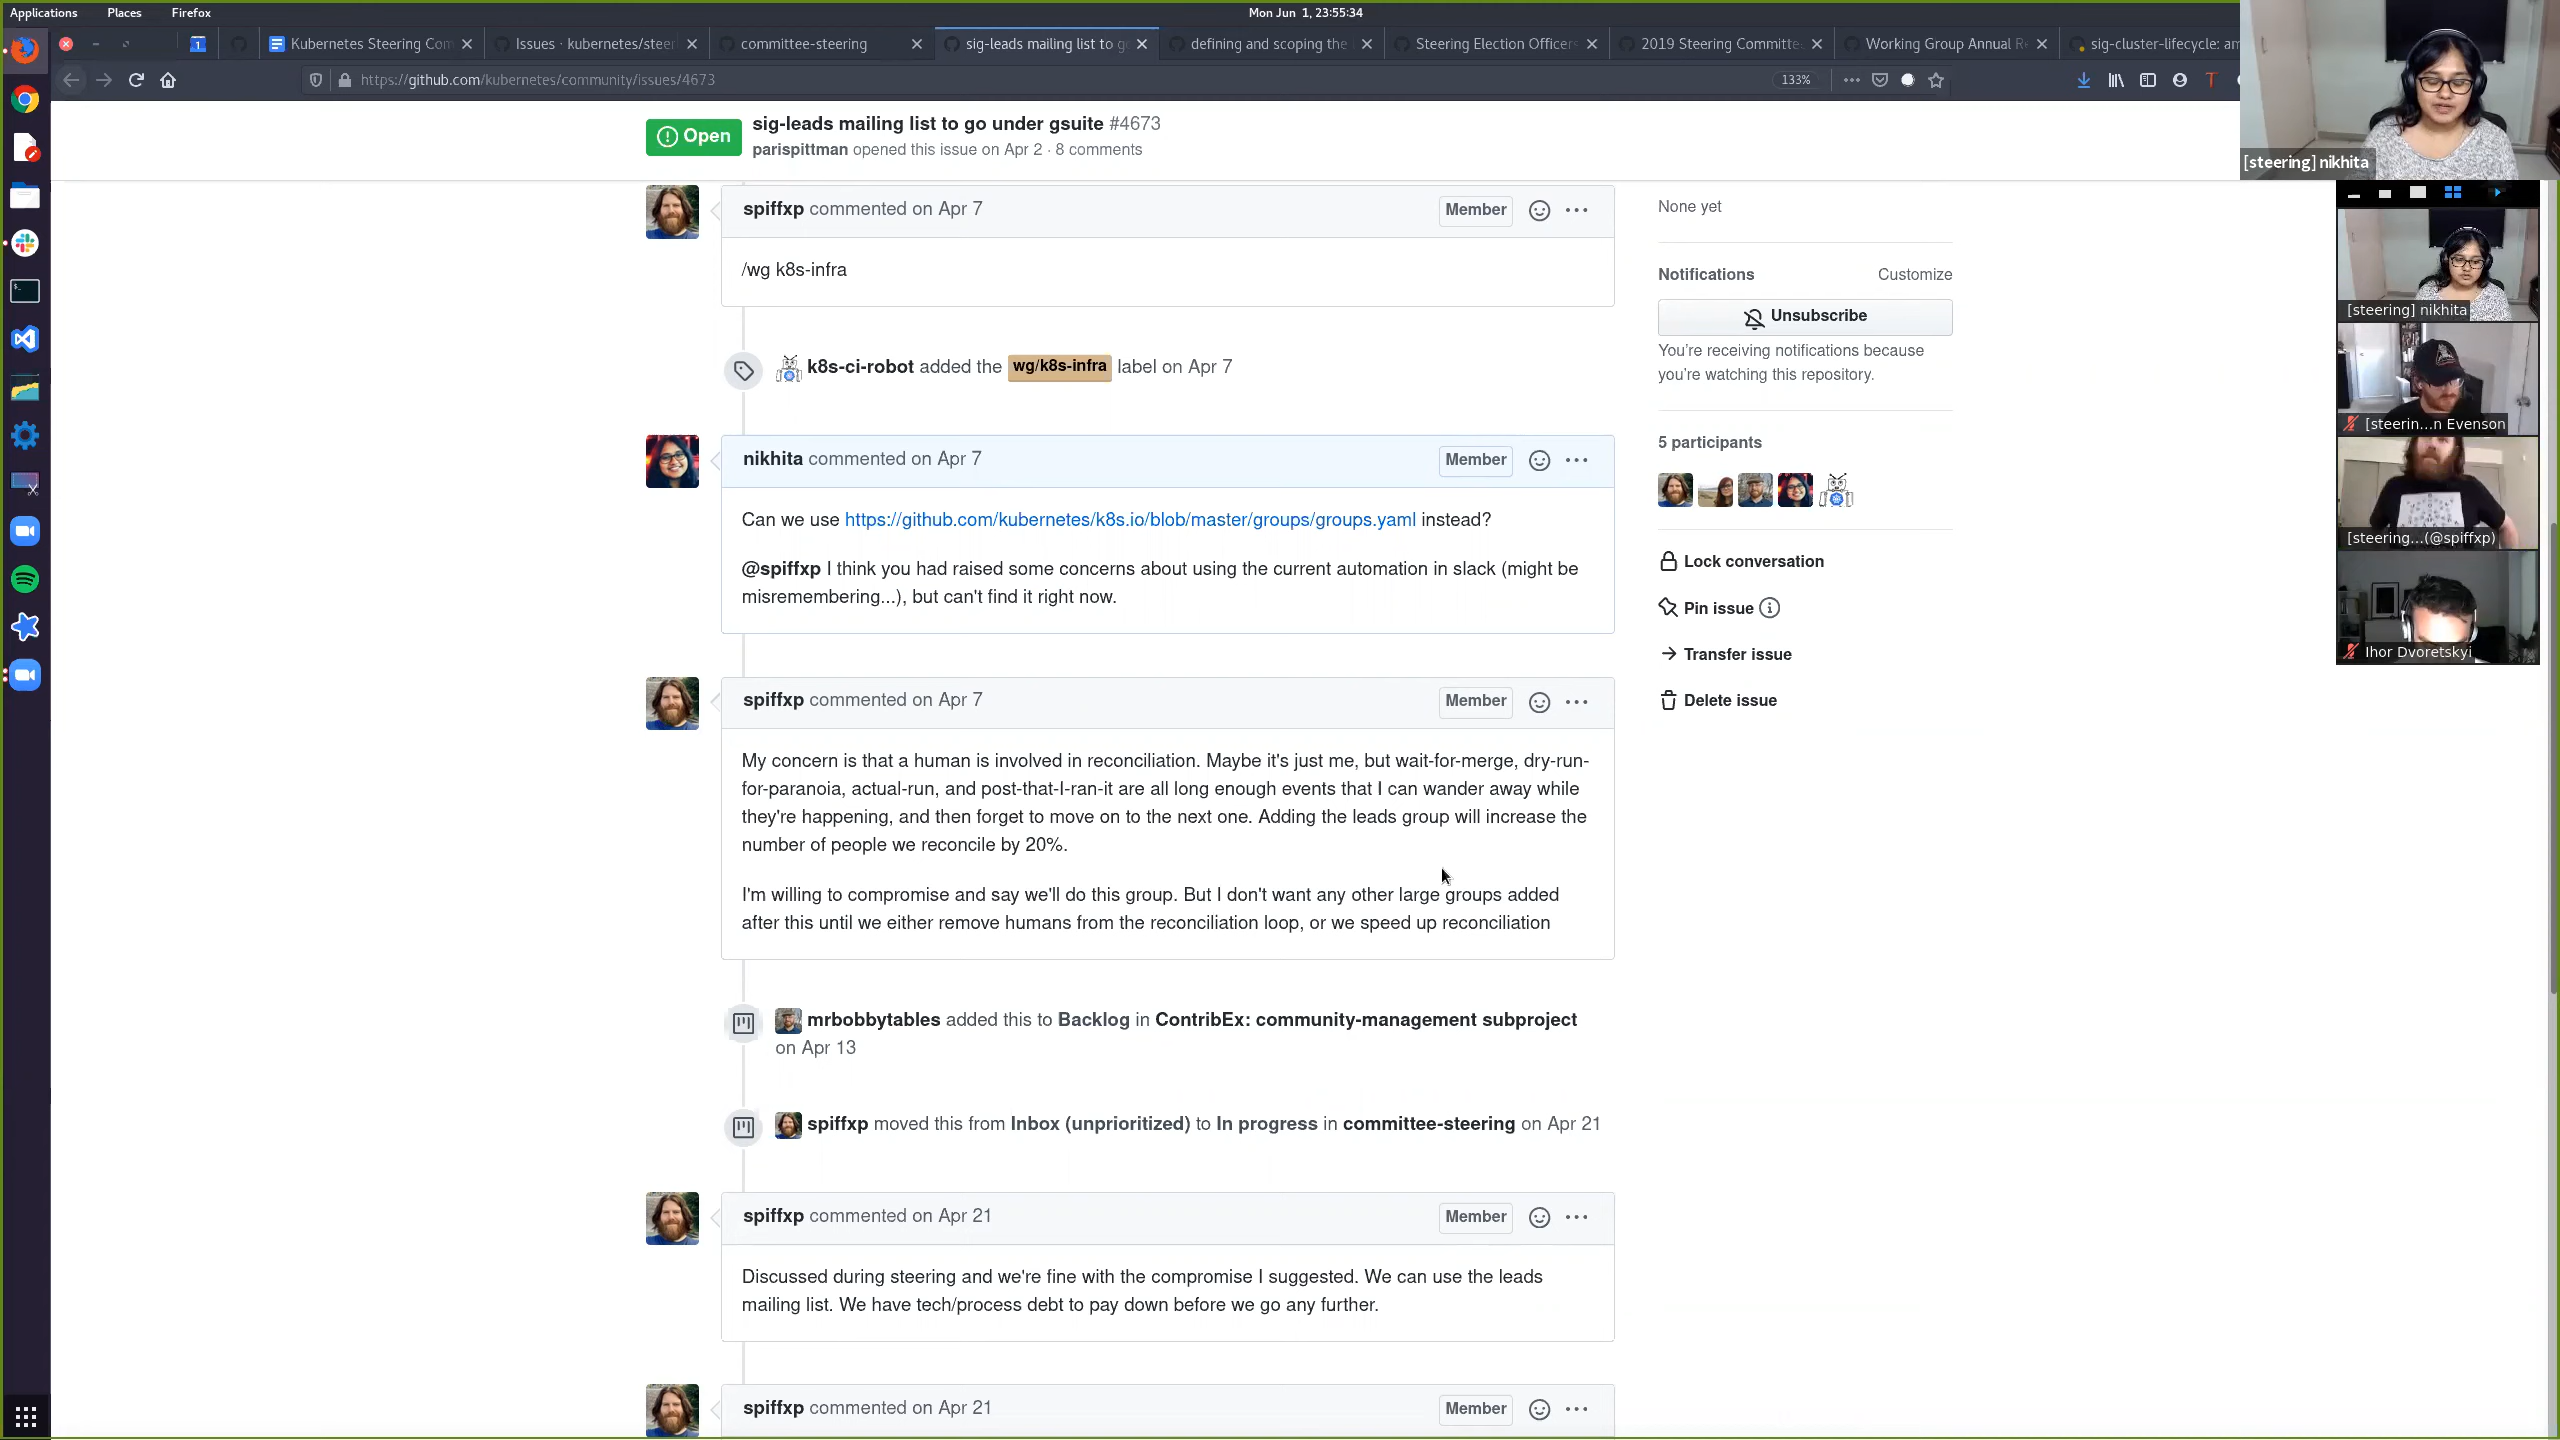 Applications Places Firefox Mon Jun 1, 23:55:34
Kubernetes Steering Com
Issues · kubernetes/steer
committee-steering
sig-leads mailing list to go
defining and scoping the
Steering Election Officers
2019 Steering Committe
Working Group Annual R
sig-cluster-lifecycle: am
https://github.com/kubernetes/community/issues/4673
133%
Open
sig-leads mailing list to go under gsuite #4673
parispittman opened this issue on Apr 2 · 8 comments
spiffxp commented on Apr 7 Member
/wg k8s-infra
k8s-ci-robot added the wg/k8s-infra label on Apr 7
nikhita commented on Apr 7 Member
Can we use https://github.com/kubernetes/k8s.io/blob/master/groups/groups.yaml instead?
@spiffxp I think you had raised some concerns about using the current automation in slack (might be
misremembering...), but can't find it right now.
spiffxp commented on Apr 7 Member
My concern is that a human is involved in reconciliation. Maybe it's just me, but wait-for-merge, dry-run-
for-paranoia, actual-run, and post-that-I-ran-it are all long enough events that I can wander away while
they're happening, and then forget to move on to the next one. Adding the leads group will increase the
number of people we reconcile by 20%.
I'm willing to compromise and say we'll do this group. But I don't want any other large groups added
after this until we either remove humans from the reconciliation loop, or we speed up reconciliation
mrbobbytables added this to Backlog in ContribEx: community-management subproject
on Apr 13
spiffxp moved this from Inbox (unprioritized) to In progress in committee-steering on Apr 21
spiffxp commented on Apr 21 Member
Discussed during steering and we're fine with the compromise I suggested. We can use the leads
mailing list. We have tech/process debt to pay down before we go any further.
spiffxp commented on Apr 21 Member
None yet
Notifications Customize
Unsubscribe
You're receiving notifications because
you're watching this repository.
5 participants
Lock conversation
Pin issue
Transfer issue
Delete issue
[steering] nikhita
[steering] nikhita
[steerin...n Evenson
[steering...(@spiffxp)
Ihor Dvoretskyi